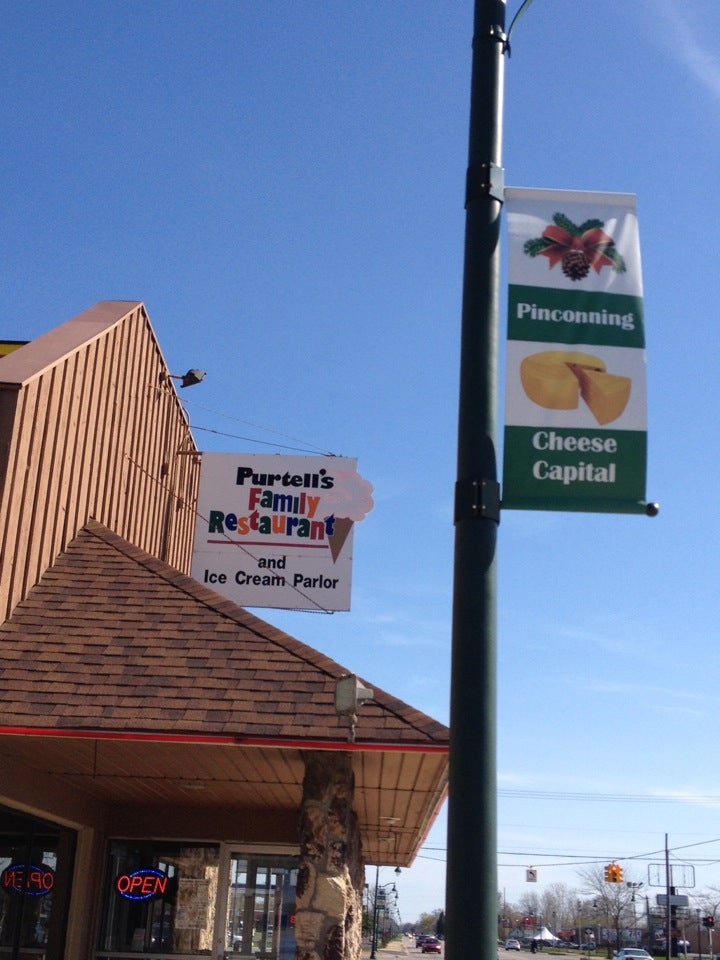 Purtell's
Family
Restaurant
and
Ice Cream Parlor
Pinconning
Cheese
Capital
OPEN
OPEN